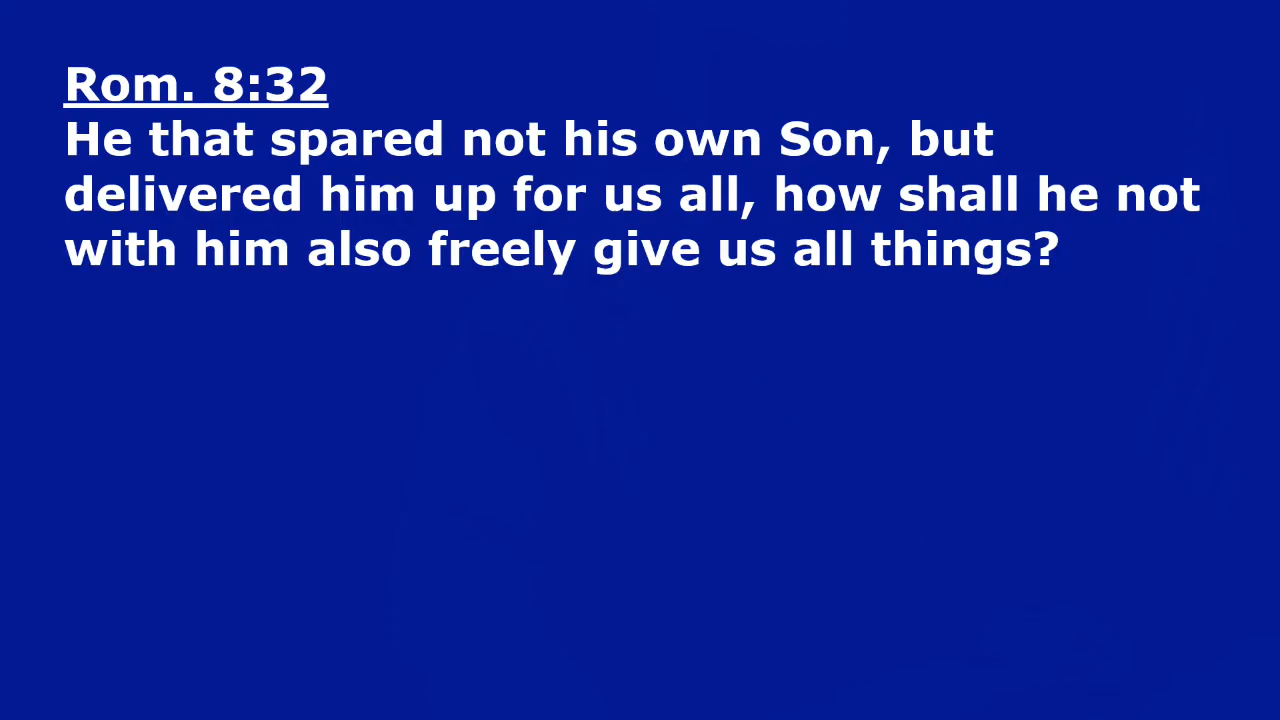 Rom. 8:32
He that spared not his own Son, but
delivered him up for us all, how shall he not
with him also freely give us all things?